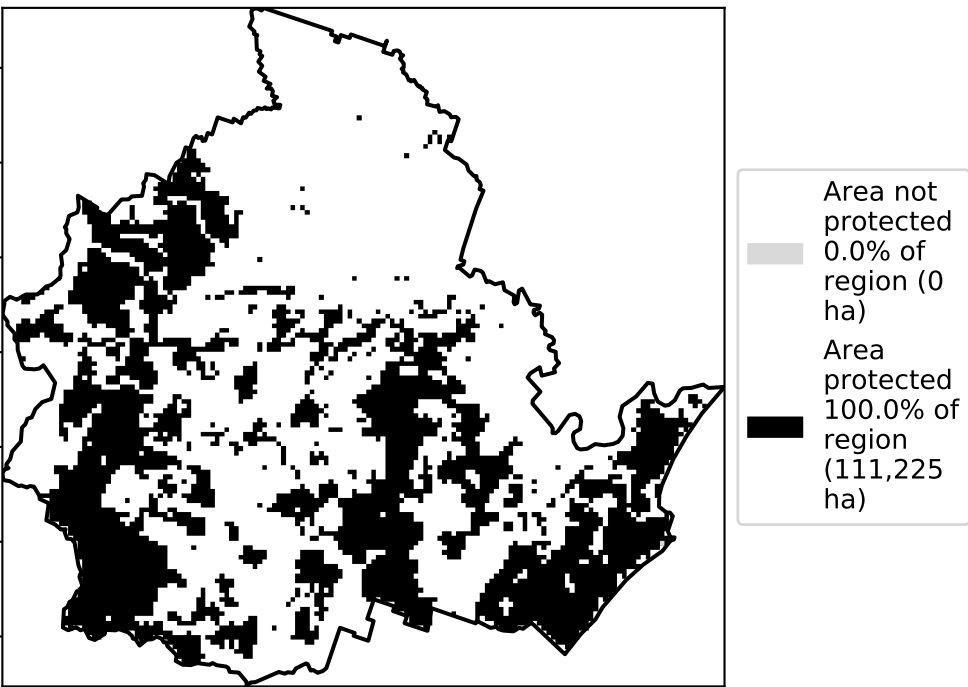 Area not
protected
0.0% of
region (0
ha)
Area
protected
100.0% of
region
(111,225
ha)